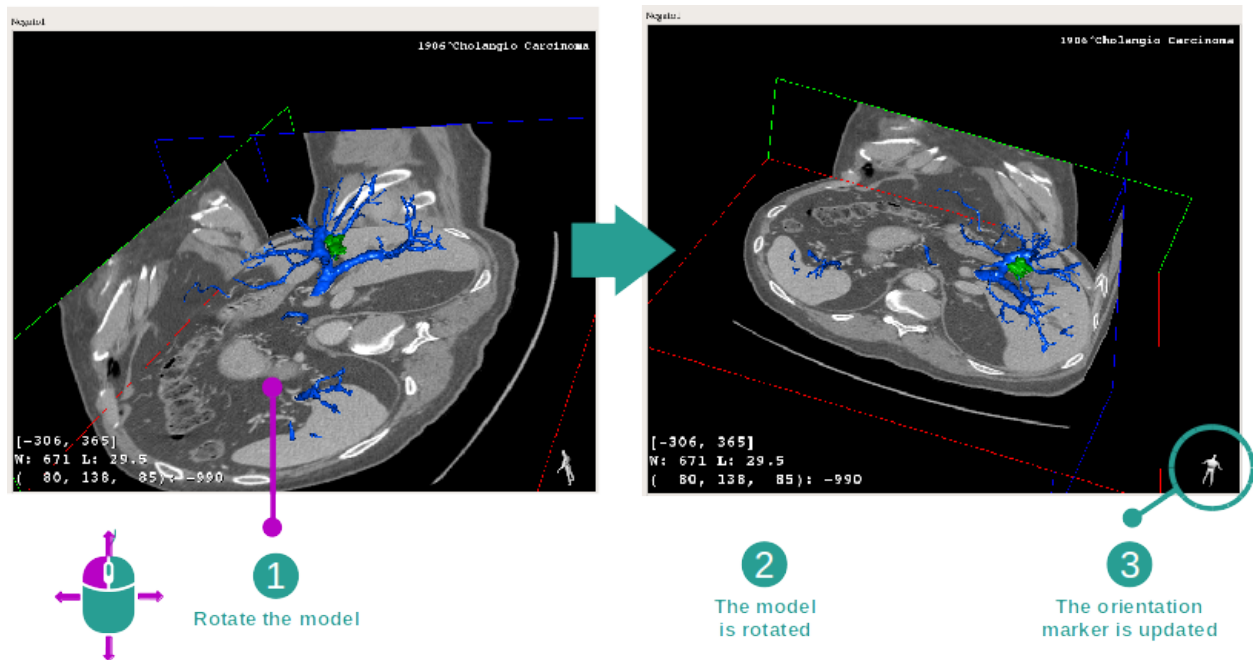 Negato1
1906^Cholangio Carcinoma
[-306, 365]
W: 671 L: 29.5
( 80, 138, 85): -990
Negato1
1906^Cholangio Carcinoma
[-306, 365]
W: 671 L: 29.5
( 80, 138, 85): -990
1
Rotate the model
2
The model
is rotated
3
The orientation
marker is updated